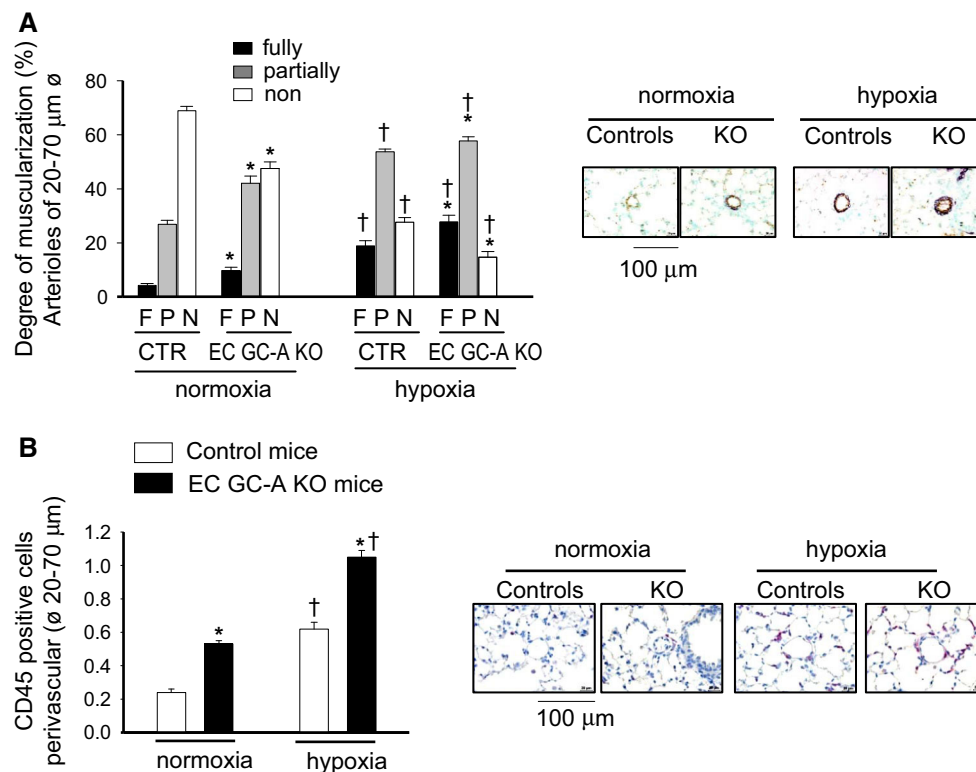 A
Degree of muscularization (%)
Arterioles of 20-70 µm ø
fully
partially
non
80
60
40
20
0
*
*
*
†
†
†
†
*
†
*
†
*
F P N
F P N
F P N
F P N
CTR
EC GC-A KO
CTR
EC GC-A KO
normoxia
hypoxia
normoxia
hypoxia
Controls
KO
Controls
KO
100 µm
B
Control mice
EC GC-A KO mice
CD45 positive cells
perivascular (ø 20-70 µm)
1.2
1.0
0.8
0.6
0.4
0.2
0.0
*
†
*†
normoxia
hypoxia
normoxia
hypoxia
Controls
KO
Controls
KO
100 µm